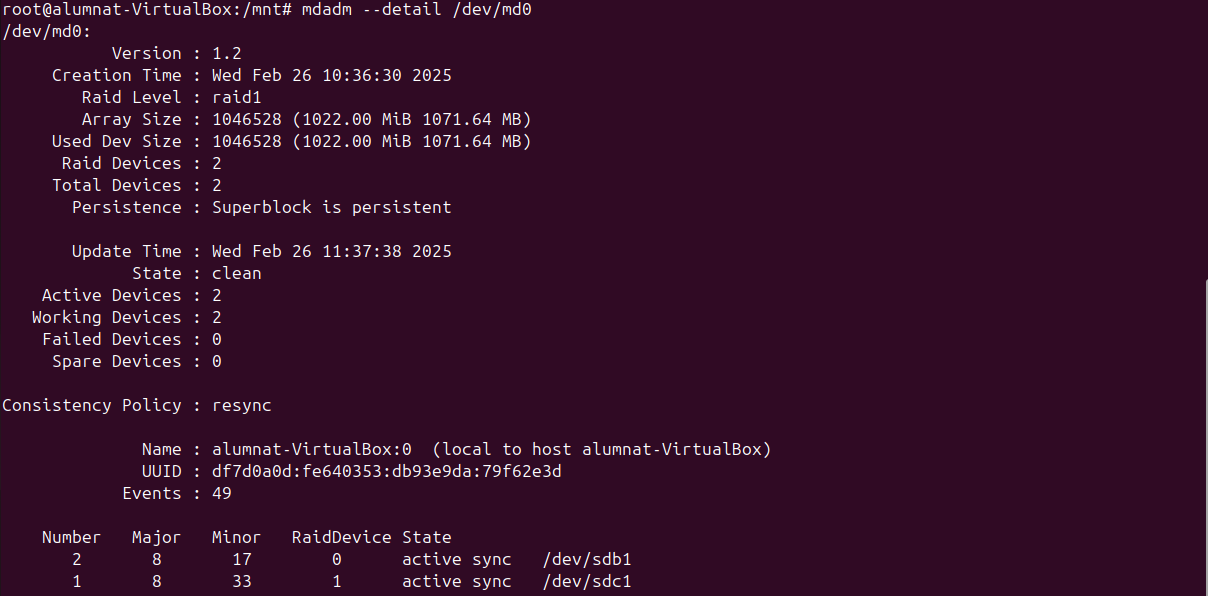 root@alumnat-VirtualBox:/mnt# mdadm --detail /dev/md0
/dev/md0:
Version : 1.2
Creation Time : Wed Feb 26 10:36:30 2025
Raid Level : raid1
Array Size : 1046528 (1022.00 MiB 1071.64 MB)
Used Dev Size : 1046528 (1022.00 MiB 1071.64 MB)
Raid Devices : 2
Total Devices : 2
Persistence : Superblock is persistent
Update Time : Wed Feb 26 11:37:38 2025
State : clean
Active Devices : 2
Working Devices : 2
Failed Devices : 0
Spare Devices : 0
Consistency Policy : resync
Name : alumnat-VirtualBox:0  (local to host alumnat-VirtualBox)
UUID : df7d0a0d:fe640353:db93e9da:79f62e3d
Events : 49
Number   Major   Minor   RaidDevice State
2       8       17        0      active sync   /dev/sdb1
1       8       33        1      active sync   /dev/sdc1